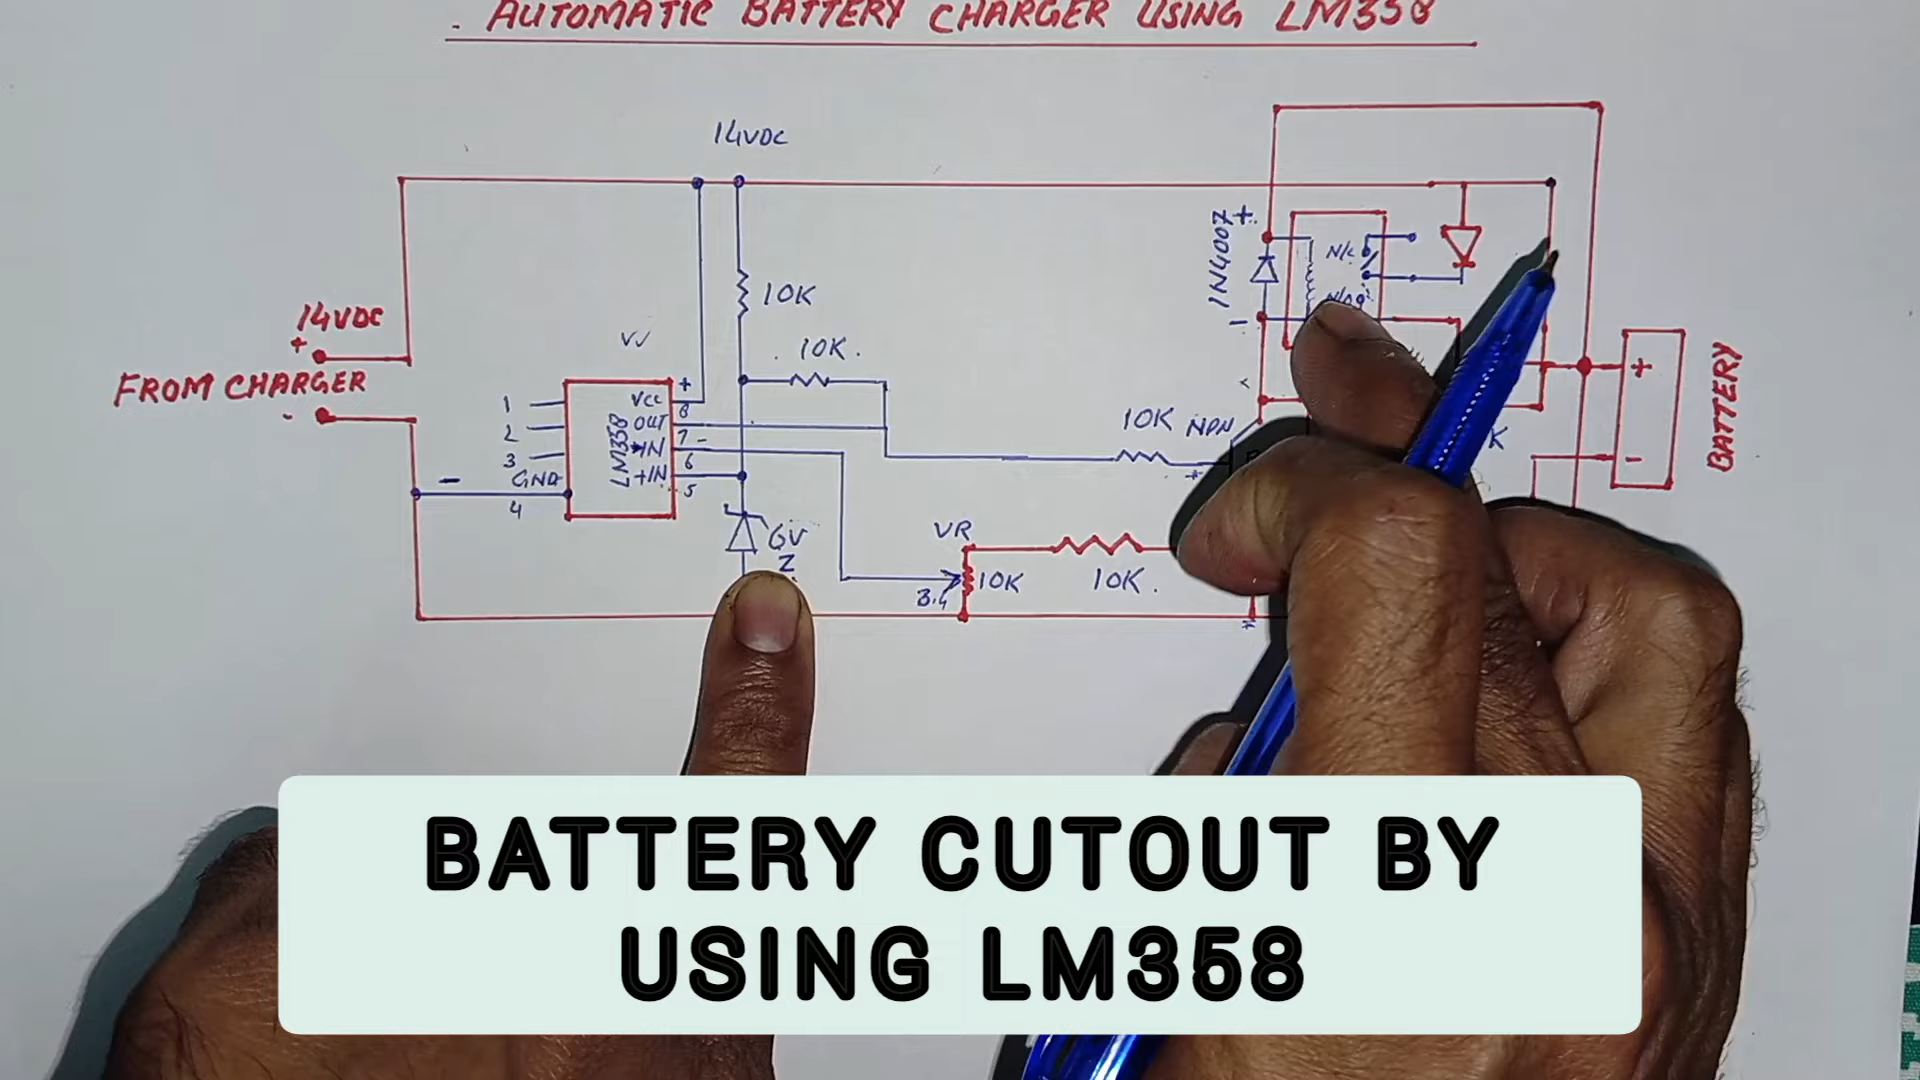 . AUTOMATIC BATTERY CHARGER USING LM358
14VDC
1N4007
+
N/C
N/O
10K
14VDC
+
FROM CHARGER
-
10K.
10K NPN
1
2
3
GND
4
-
LM358
+
VCC
8
OUT
7
-
IN
6
+IN
5
6V
Z
VR
10K
10K.
K
+
-
BATTERY
BATTERY CUTOUT BY
USING LM358